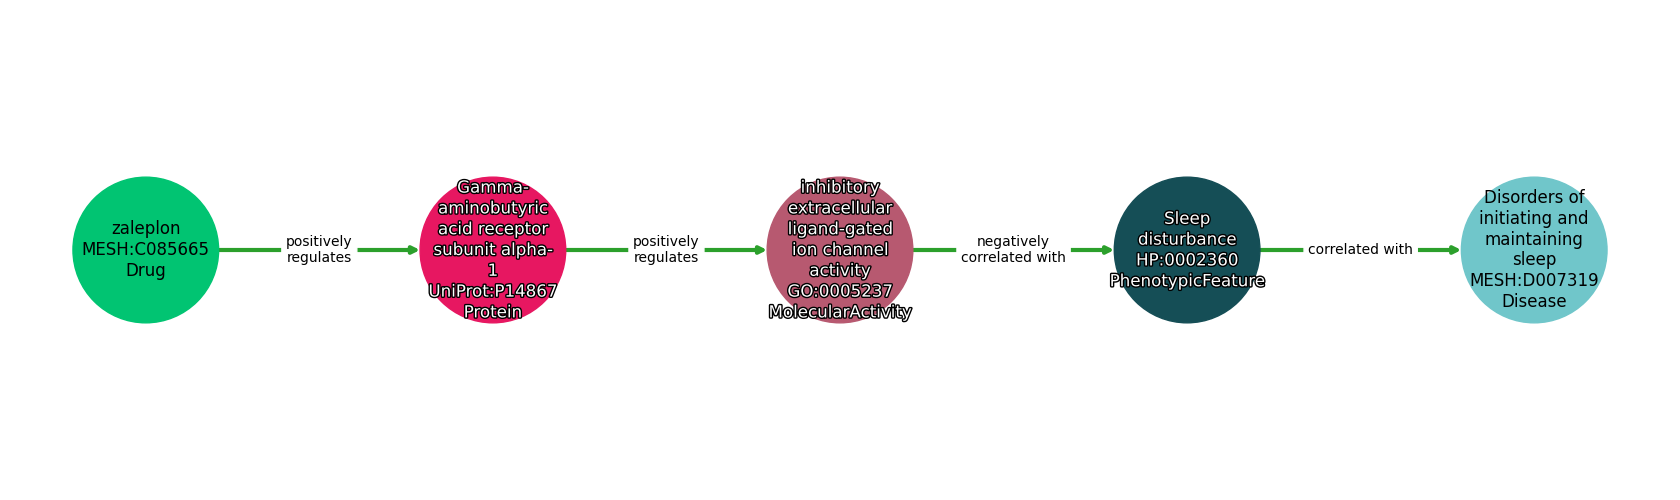 zaleplon
MESH:C085665
Drug
positively
regulates
Gamma-
aminobutyric
acid receptor
subunit alpha-
1
UniProt:P14867
Protein
positively
regulates
inhibitory
extracellular
ligand-gated
ion channel
activity
GO:0005237
MolecularActivity
negatively
correlated with
Sleep
disturbance
HP:0002360
PhenotypicFeature
correlated with
Disorders of
initiating and
maintaining
sleep
MESH:D007319
Disease